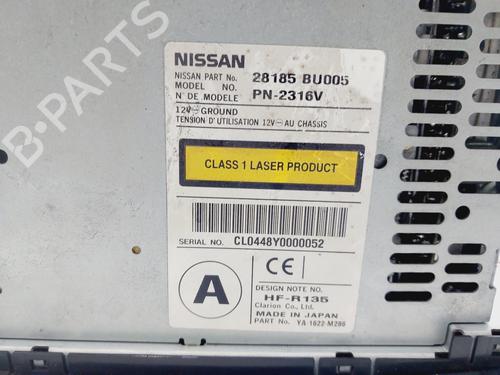 NISSAN
NISSAN PART No. 28185 BU005
MODEL NO.
N° DE MODELE PN-2316V
12V⎓GROUND
TENSION D'UTILISATION 12V⎓AU CHASSIS
CLASS 1 LASER PRODUCT
SERIAL NO. CL0448Y0000052
A
CE
DESIGN NOTE NO.
HF-R135
Clarion Co., Ltd.
MADE IN JAPAN
PART No. YA-1622-M286
B-Parts